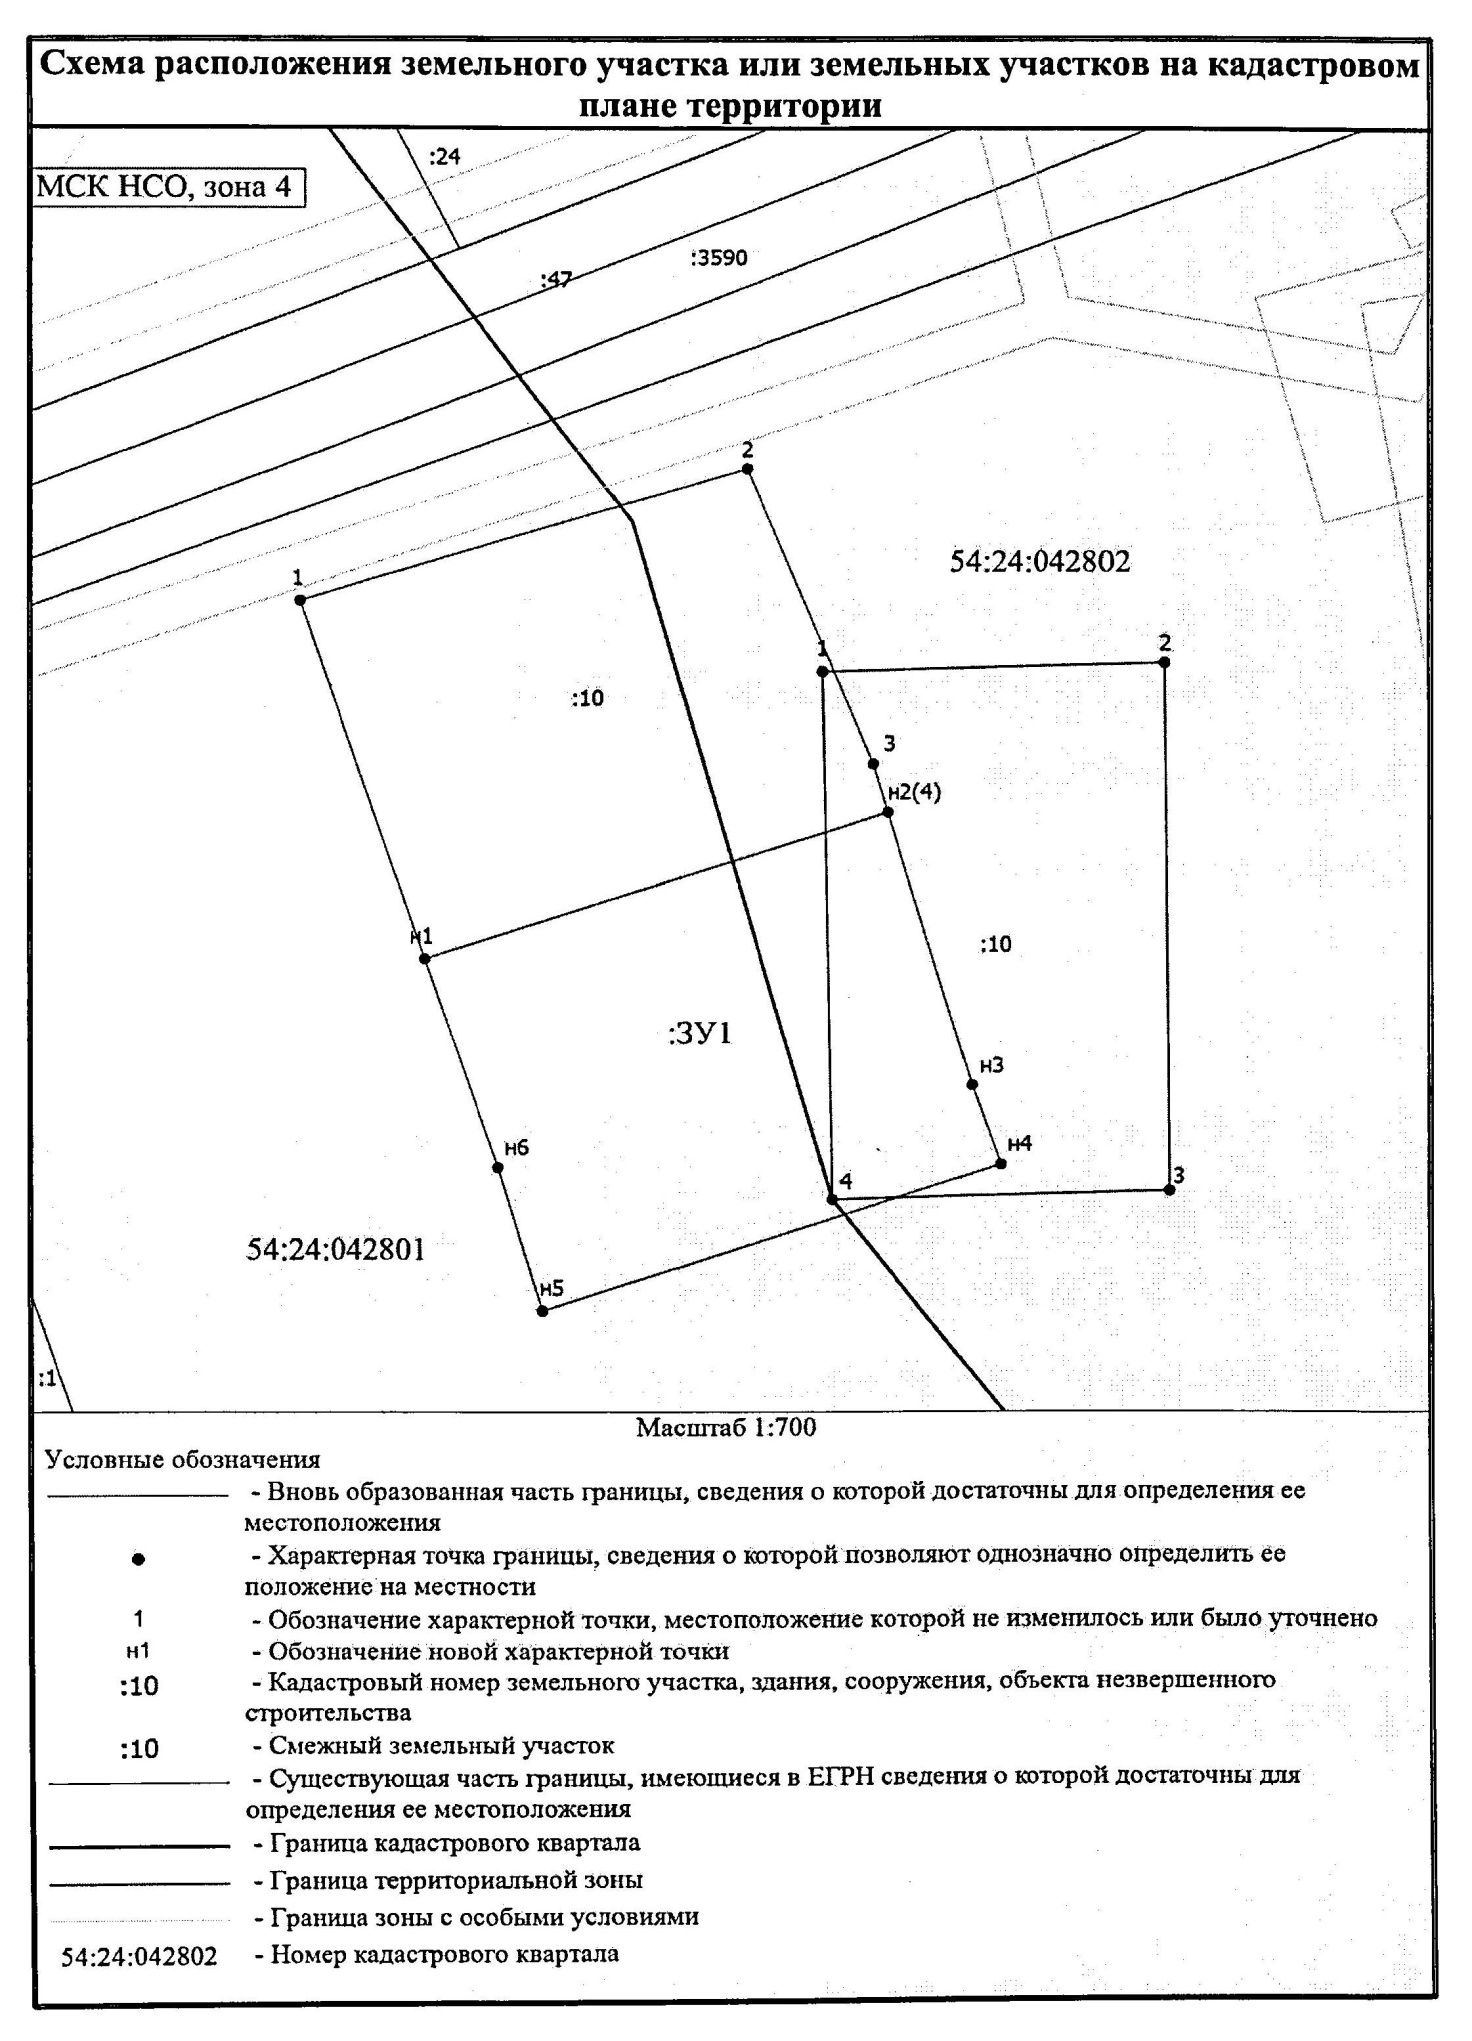 Схема расположения земельного участка или земельных участков на кадастровом
плане территории
:24
МСК НСО, зона 4
:3590
:47
2
54:24:042802
1
1
2
:10
3
н2(4)
н1
:10
:ЗУ1
н3
н6
н4
4
3
54:24:042801
н5
:1
Масштаб 1:700
Условные обозначения
- Вновь образованная часть границы, сведения о которой достаточны для определения ее
местоположения
- Характерная точка границы, сведения о которой позволяют однозначно определить ее
положение на местности
1 - Обозначение характерной точки, местоположение которой не изменилось или было уточнено
н1 - Обозначение новой характерной точки
:10 - Кадастровый номер земельного участка, здания, сооружения, объекта незвершенного
строительства
:10 - Смежный земельный участок
- Существующая часть границы, имеющиеся в ЕГРН сведения о которой достаточны для
определения ее местоположения
- Граница кадастрового квартала
- Граница территориальной зоны
- Граница зоны с особыми условиями
54:24:042802 - Номер кадастрового квартала